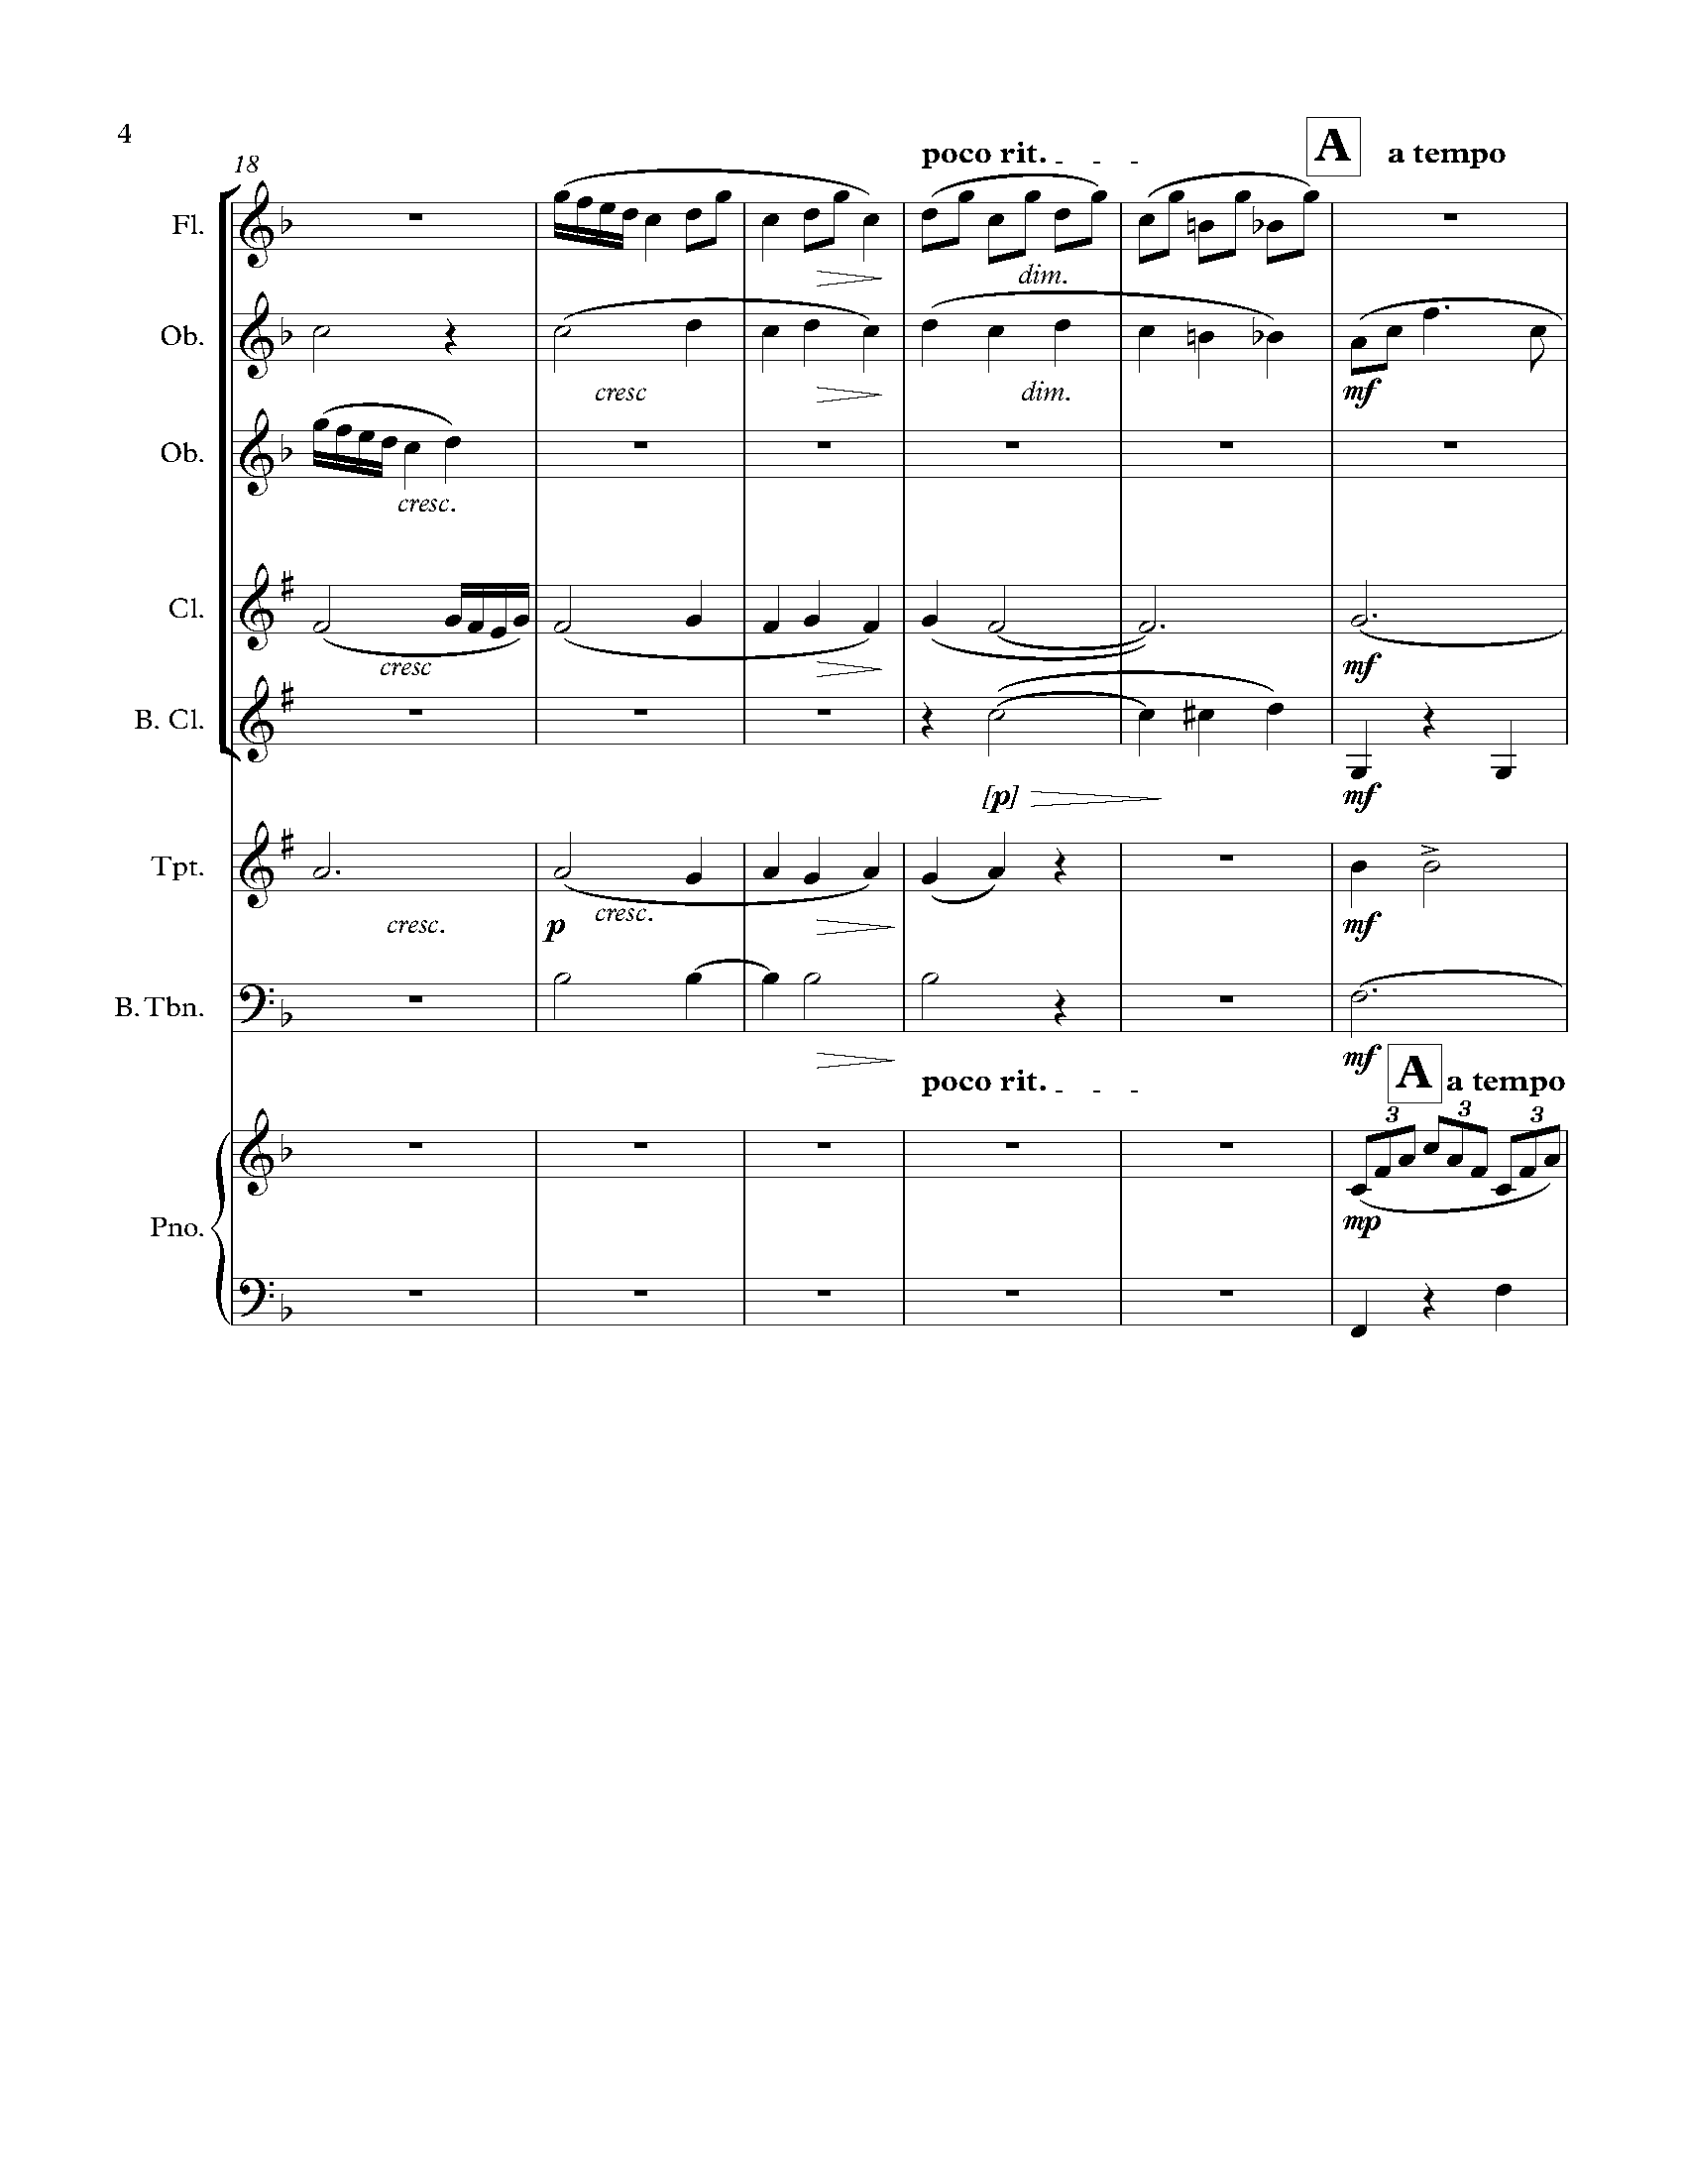 4
poco rit.
A
a tempo
18
Fl.
dim.
Ob.
cresc
dim.
mf
Ob.
cresc.
Cl.
cresc
mf
B. Cl.
[p]
mf
Tpt.
cresc.
p
cresc.
mf
B. Tbn.
mf
poco rit.
A
a tempo
3
3
3
mp
Pno.